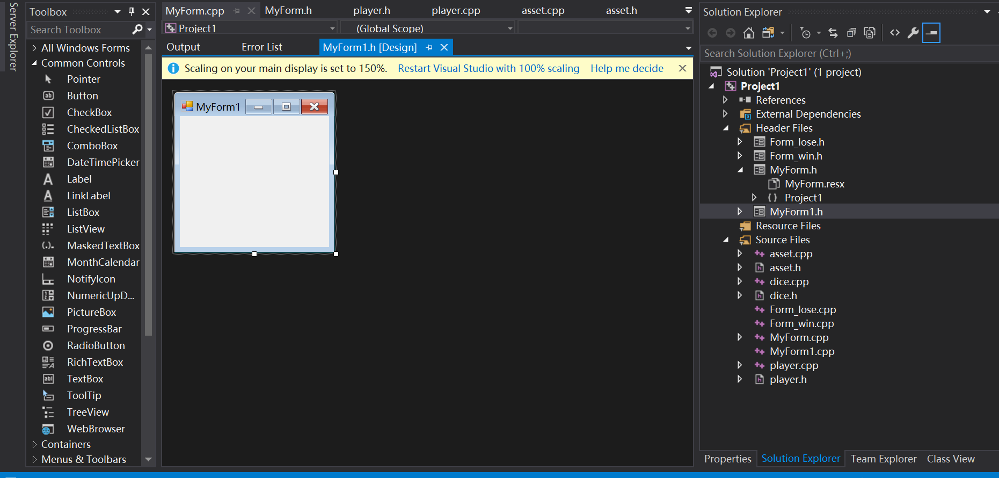 Server Explorer
Toolbox
Search Toolbox
All Windows Forms
Common Controls
Pointer
Button
CheckBox
CheckedListBox
ComboBox
DateTimePicker
Label
LinkLabel
ListBox
ListView
MaskedTextBox
MonthCalendar
NotifyIcon
NumericUpD...
PictureBox
ProgressBar
RadioButton
RichTextBox
TextBox
ToolTip
TreeView
WebBrowser
Containers
Menus & Toolbars
MyForm.cpp MyForm.h player.h player.cpp asset.cpp asset.h
Project1 (Global Scope)
Output Error List MyForm1.h [Design]
Scaling on your main display is set to 150%. Restart Visual Studio with 100% scaling Help me decide
MyForm1
Solution Explorer
Search Solution Explorer (Ctrl+;)
Solution 'Project1' (1 project)
Project1
References
External Dependencies
Header Files
Form_lose.h
Form_win.h
MyForm.h
MyForm.resx
Project1
MyForm1.h
Resource Files
Source Files
asset.cpp
asset.h
dice.cpp
dice.h
Form_lose.cpp
Form_win.cpp
MyForm.cpp
MyForm1.cpp
player.cpp
player.h
Properties Solution Explorer Team Explorer Class View